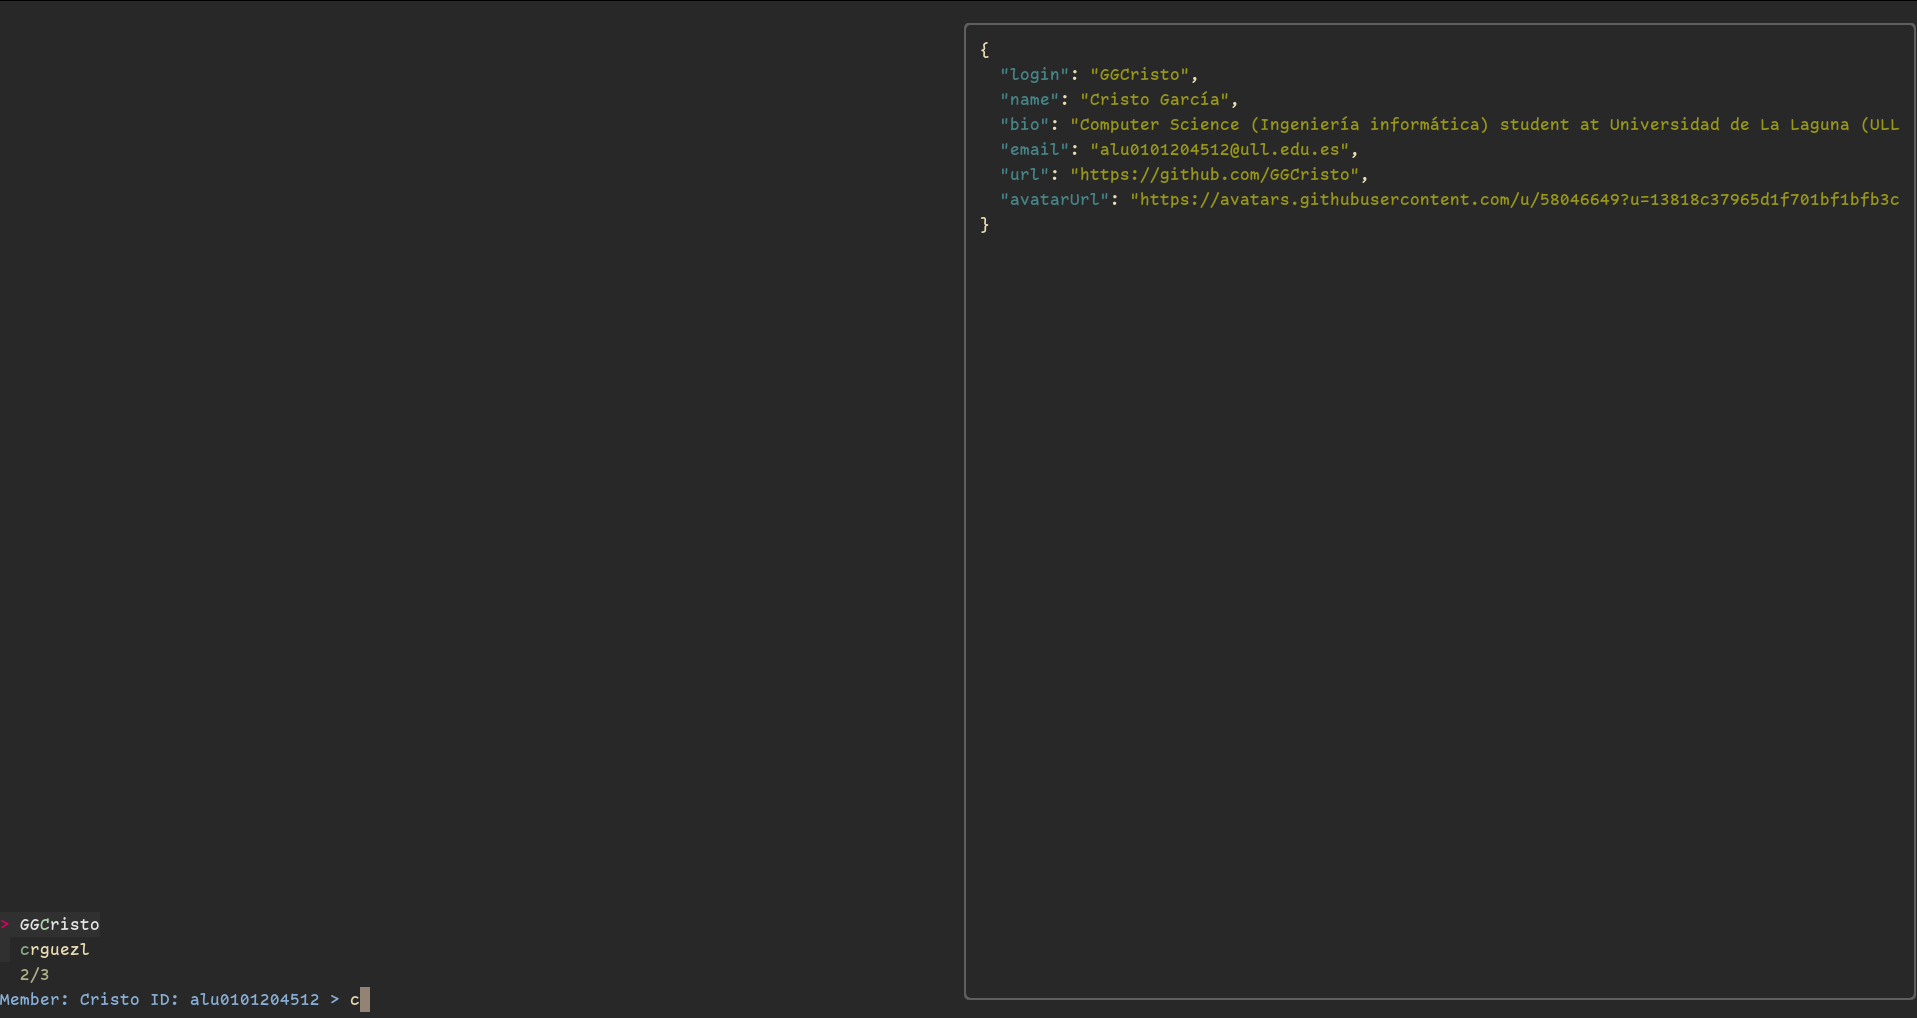 {
  "login": "GGCristo",
  "name": "Cristo García",
  "bio": "Computer Science (Ingeniería informática) student at Universidad de La Laguna (ULL
  "email": "alu0101204512@ull.edu.es",
  "url": "https://github.com/GGCristo",
  "avatarUrl": "https://avatars.githubusercontent.com/u/58046649?u=13818c37965d1f701bf1bfb3c
}
> GGCristo
  crguezl
  2/3
Member: Cristo ID: alu0101204512 > c